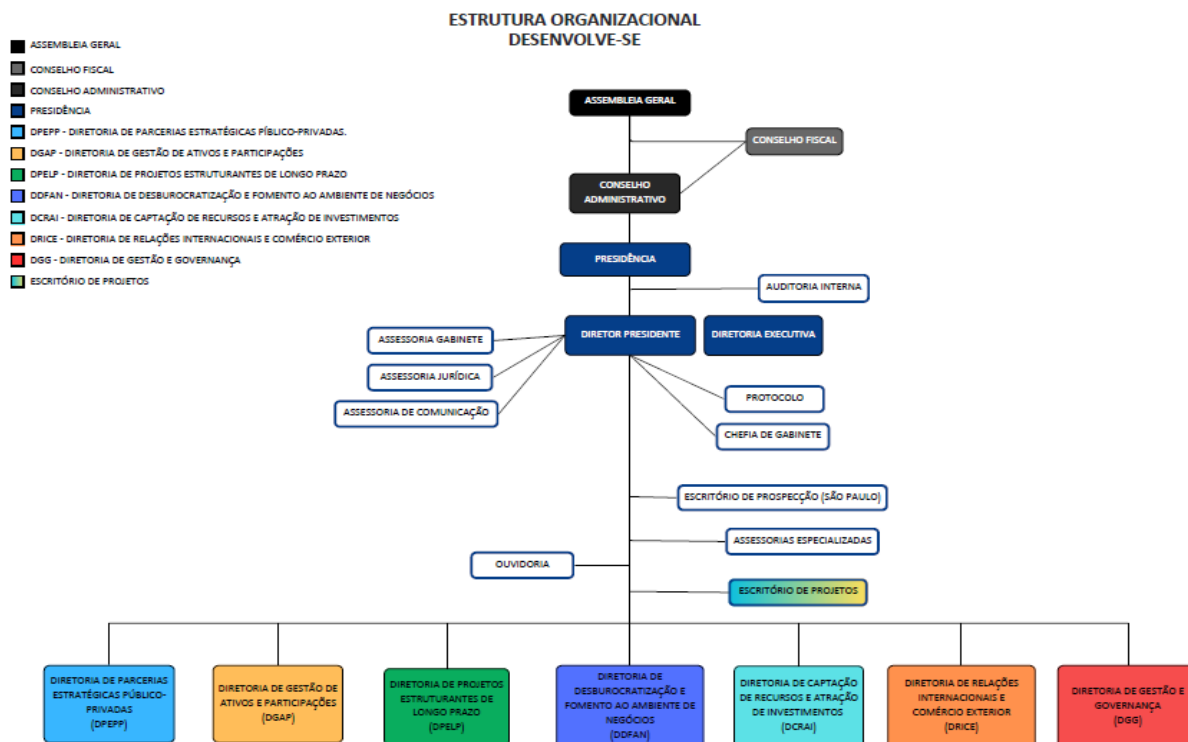 ESTRUTURA ORGANIZACIONAL
DESENVOLVE-SE
ASSEMBLEIA GERAL
CONSELHO FISCAL
CONSELHO ADMINISTRATIVO
PRESIDÊNCIA
DPEPP - DIRETORIA DE PARCERIAS ESTRATÉGICAS PÍBLICO-PRIVADAS.
DGAP - DIRETORIA DE GESTÃO DE ATIVOS E PARTICIPAÇÕES
DPELP - DIRETORIA DE PROJETOS ESTRUTURANTES DE LONGO PRAZO
DDFAN - DIRETORIA DE DESBUROCRATIZAÇÃO E FOMENTO AO AMBIENTE DE NEGÓCIOS
DCRAI - DIRETORIA DE CAPTAÇÃO DE RECURSOS E ATRAÇÃO DE INVESTIMENTOS
DRICE - DIRETORIA DE RELAÇÕES INTERNACIONAIS E COMÉRCIO EXTERIOR
DGG - DIRETORIA DE GESTÃO E GOVERNANÇA
ESCRITÓRIO DE PROJETOS
ASSEMBLEIA GERAL
CONSELHO FISCAL
CONSELHO
ADMINISTRATIVO
PRESIDÊNCIA
AUDITORIA INTERNA
DIRETOR PRESIDENTE
DIRETORIA EXECUTIVA
ASSESSORIA GABINETE
ASSESSORIA JURÍDICA
ASSESSORIA DE COMUNICAÇÃO
PROTOCOLO
CHEFIA DE GABINETE
ESCRITÓRIO DE PROSPECÇÃO (SÃO PAULO)
ASSESSORIAS ESPECIALIZADAS
OUVIDORIA
ESCRITÓRIO DE PROJETOS
DIRETORIA DE PARCERIAS
ESTRATÉGICAS PÚBLICO-
PRIVADAS
(DPEPP)
DIRETORIA DE GESTÃO DE
ATIVOS E PARTICIPAÇÕES
(DGAP)
DIRETORIA DE PROJETOS
ESTRUTURANTES DE
LONGO PRAZO
(DPELP)
DIRETORIA DE
DESBUROCRATIZAÇÃO E
FOMENTO AO AMBIENTE DE
NEGÓCIOS
(DDFAN)
DIRETORIA DE CAPTAÇÃO
DE RECURSOS E ATRAÇÃO
DE INVESTIMENTOS
(DCRAI)
DIRETORIA DE RELAÇÕES
INTERNACIONAIS E
COMÉRCIO EXTERIOR
(DRICE)
DIRETORIA DE GESTÃO E
GOVERNANÇA
(DGG)